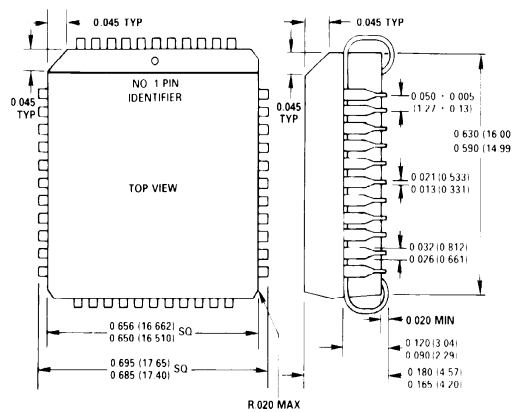 0.045 TYP
0.045 TYP
NO 1 PIN
IDENTIFIER
0.045
TYP
0.045
TYP
0.050 · 0.005
(1.27 · 0.13)
0 630 (16 00
0 590 (14 99
TOP VIEW
0 021 (0 533)
0 013 (0 331)
0 032 (0 812)
0 026 (0 661)
0 656 (16 662)
0 650 (16 510)
SQ
0.020 MIN
0 120 (3 04)
0 090 (2 29)
0 695 (17 65)
0 685 (17 40)
SQ
0 180 (4 57)
0 165 (4 20)
R 020 MAX